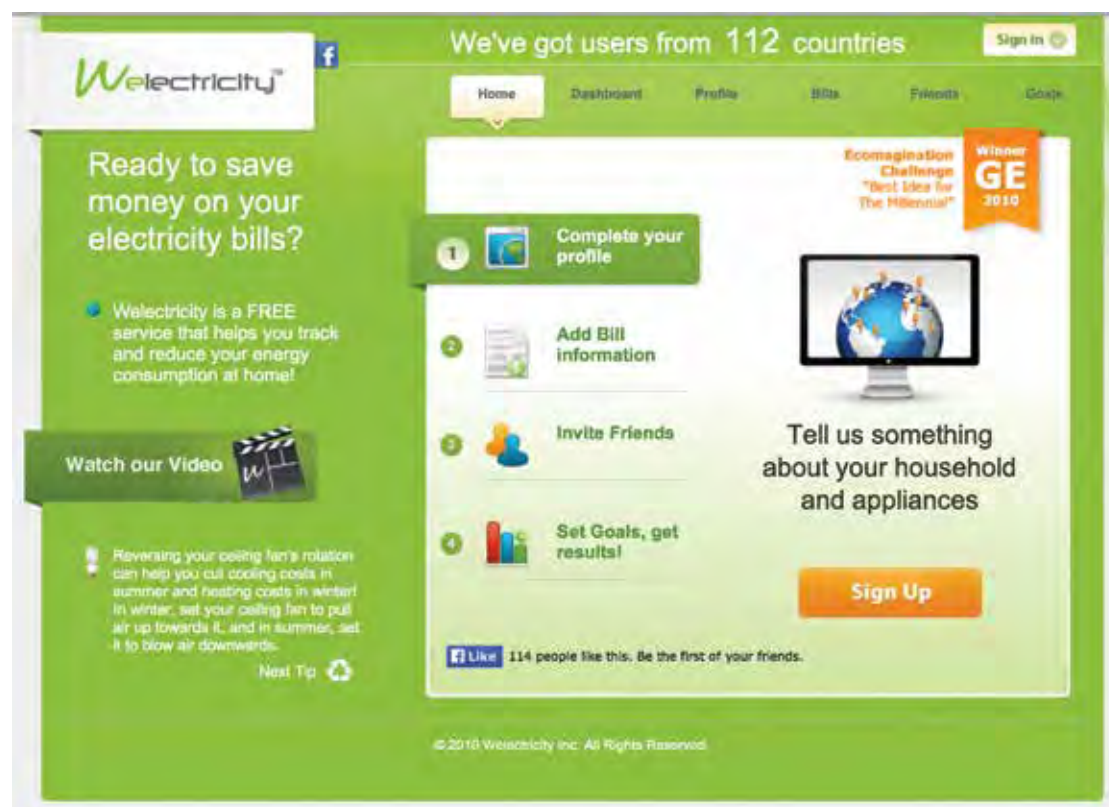 Welectricity™
f
We've got users from 112 countries
Sign in
Home
Dashboard
Profile
Bills
Friends
Goals
Ready to save
money on your
electricity bills?
Welectricity is a FREE
service that helps you track
and reduce your energy
consumption at home!
Watch our Video
Reversing your ceiling fan's rotation
can help you cut cooling costs in
summer and heating costs in winter!
In winter, set your ceiling fan to pull
air up towards it, and in summer, set
it to blow air downwards.
Next Tip
Ecomagination
Challenge
"Best Idea for
The Millennial"
Winner
GE
2010
1
Complete your
profile
2
Add Bill
information
3
Invite Friends
4
Set Goals, get
results!
Tell us something
about your household
and appliances
Sign Up
Like 114 people like this. Be the first of your friends.
© 2010 Welectricity Inc. All Rights Reserved.